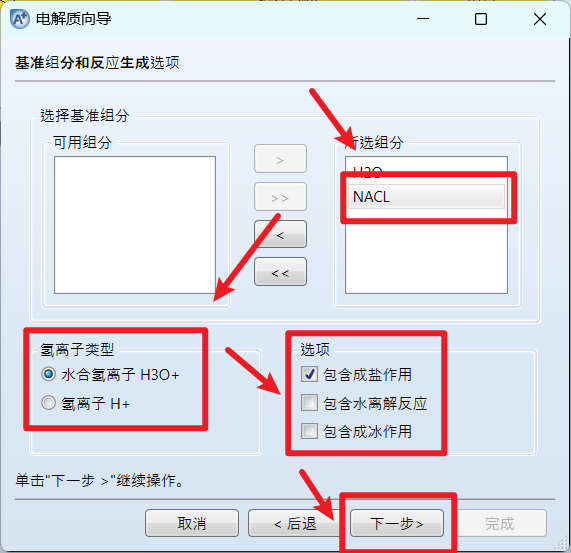 电解质向导
基准组分和反应生成选项
选择基准组分
可用组分
所选组分
>
>>
<
<<
H2O
NACL
氢离子类型
水合氢离子 H3O+
氢离子 H+
选项
包含成盐作用
包含水离解反应
包含成冰作用
单击"下一步 >"继续操作。
取消
< 后退
下一步>
完成